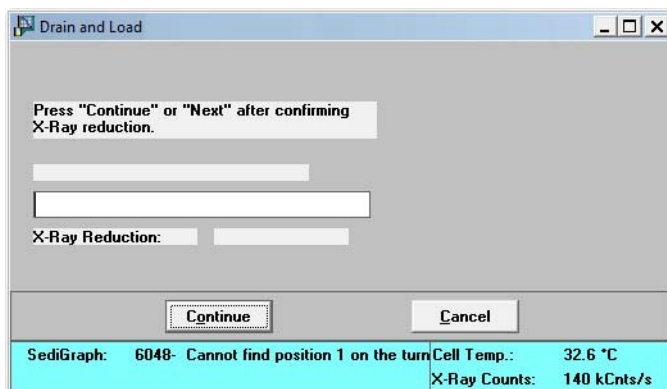 Drain and Load
Press "Continue" or "Next" after confirming
X-Ray reduction.
X-Ray Reduction:
Continue
Cancel
SediGraph: 6048- Cannot find position 1 on the turn
Cell Temp.: 32.6 °C
X-Ray Counts: 140 kCnts/s